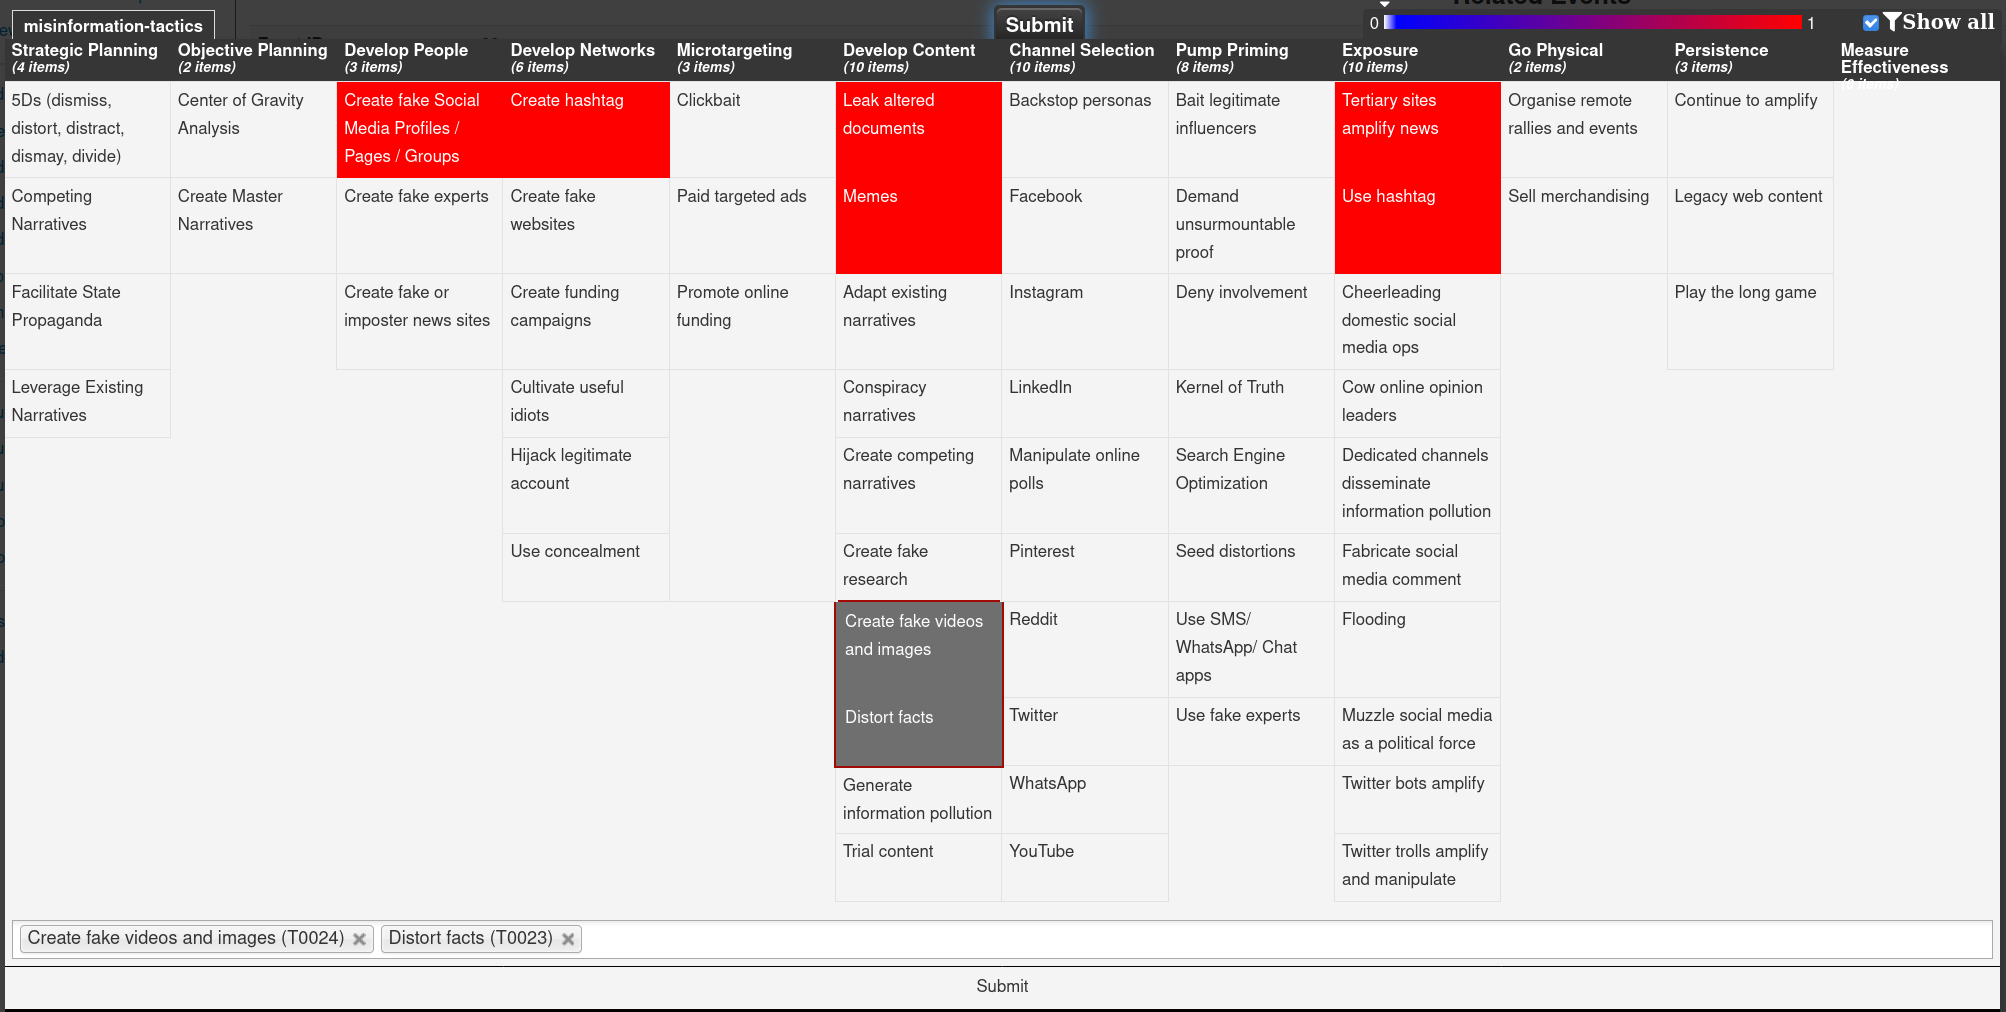 misinformation-tactics
Submit
0
1
Show all
Strategic Planning
(4 items)
Objective Planning
(2 items)
Develop People
(3 items)
Develop Networks
(6 items)
Microtargeting
(3 items)
Develop Content
(10 items)
Channel Selection
(10 items)
Pump Priming
(8 items)
Exposure
(10 items)
Go Physical
(2 items)
Persistence
(3 items)
Measure
Effectiveness
5Ds (dismiss,
distort, distract,
dismay, divide)
Center of Gravity
Analysis
Create fake Social
Media Profiles /
Pages / Groups
Create hashtag
Clickbait
Leak altered
documents
Backstop personas
Bait legitimate
influencers
Tertiary sites
amplify news
Organise remote
rallies and events
Continue to amplify
Competing
Narratives
Create Master
Narratives
Create fake experts
Create fake
websites
Paid targeted ads
Memes
Facebook
Demand
unsurmountable
proof
Use hashtag
Sell merchandising
Legacy web content
Facilitate State
Propaganda
Create fake or
imposter news sites
Create funding
campaigns
Promote online
funding
Adapt existing
narratives
Instagram
Deny involvement
Cheerleading
domestic social
media ops
Play the long game
Leverage Existing
Narratives
Cultivate useful
idiots
Conspiracy
narratives
LinkedIn
Kernel of Truth
Cow online opinion
leaders
Hijack legitimate
account
Create competing
narratives
Manipulate online
polls
Search Engine
Optimization
Dedicated channels
disseminate
information pollution
Use concealment
Create fake
research
Pinterest
Seed distortions
Fabricate social
media comment
Create fake videos
and images
Reddit
Use SMS/
WhatsApp/ Chat
apps
Flooding
Distort facts
Twitter
Use fake experts
Muzzle social media
as a political force
Generate
information pollution
WhatsApp
Twitter bots amplify
Trial content
YouTube
Twitter trolls amplify
and manipulate
Create fake videos and images (T0024)
Distort facts (T0023)
Submit